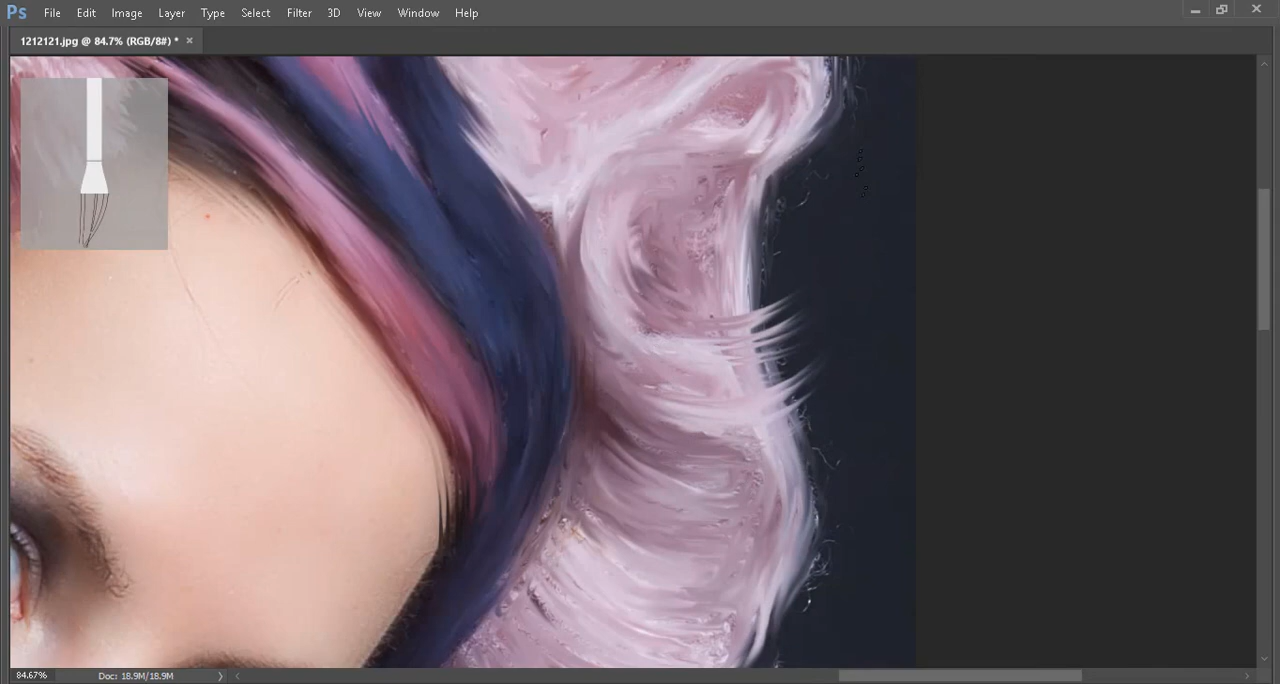 Ps File Edit Image Layer Type Select Filter 3D View Window Help
1212121.jpg @ 84.7% (RGB/8#) * ×
84.67% Doc: 18.9M/18.9M